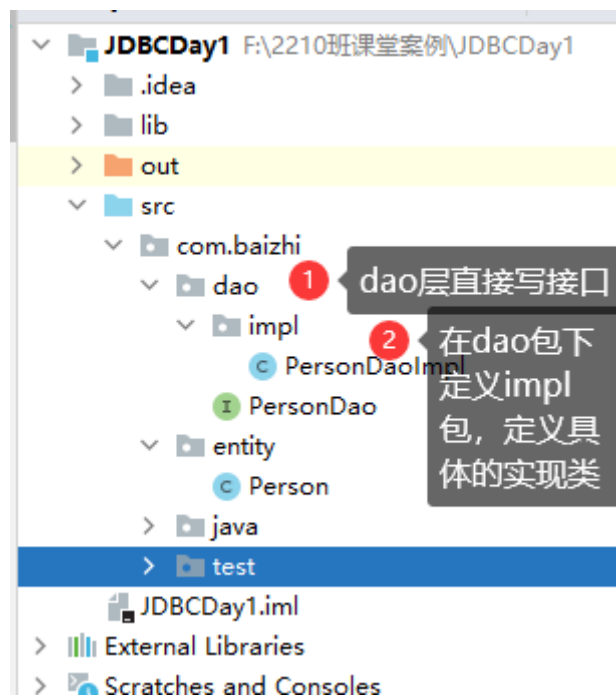 JDBCDay1 F:\2210班课堂案例\JDBCDay1
.idea
lib
out
src
com.baizhi
dao
1 dao层直接写接口
impl
2 在dao包下
定义impl
包，定义具
体的实现类
PersonDaoImpl
PersonDao
entity
Person
java
test
JDBCDay1.iml
External Libraries
Scratches and Consoles